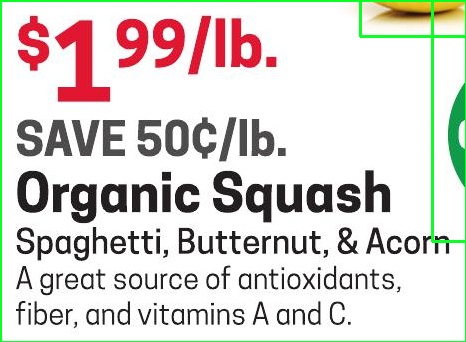 $1 99/lb.
SAVE 50¢/lb.
Organic Squash
Spaghetti, Butternut, & Acorn
A great source of antioxidants,
fiber, and vitamins A and C.